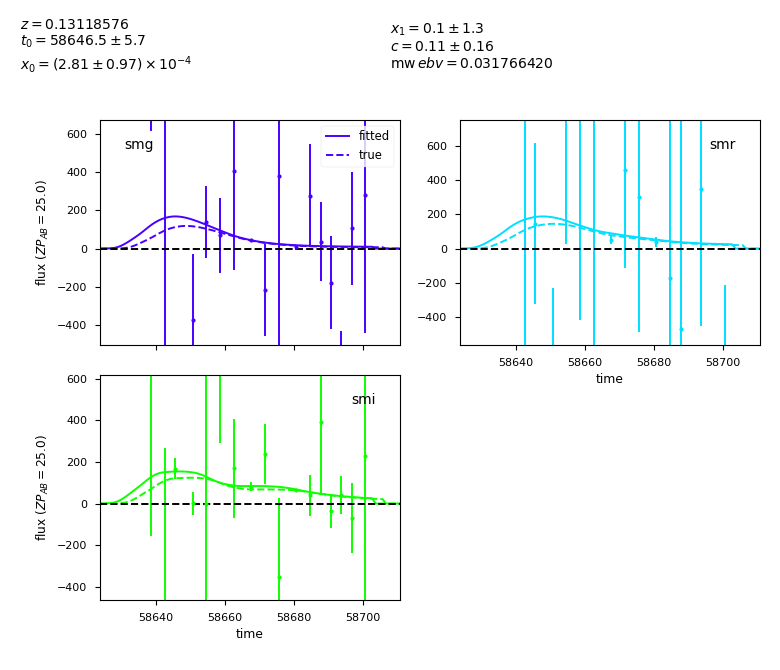 z = 0.13118576
t₀ = 58646.5 ± 5.7
x₀ = (2.81 ± 0.97) × 10⁻⁴
x₁ = 0.1 ± 1.3
c = 0.11 ± 0.16
mw ebv = 0.031766420
smg
fitted
true
600
400
200
0
−200
−400
flux (ZP_AB = 25.0)
smr
600
400
200
0
−200
−400
58640 58660 58680 58700
time
smi
600
400
200
0
−200
−400
flux (ZP_AB = 25.0)
58640 58660 58680 58700
time